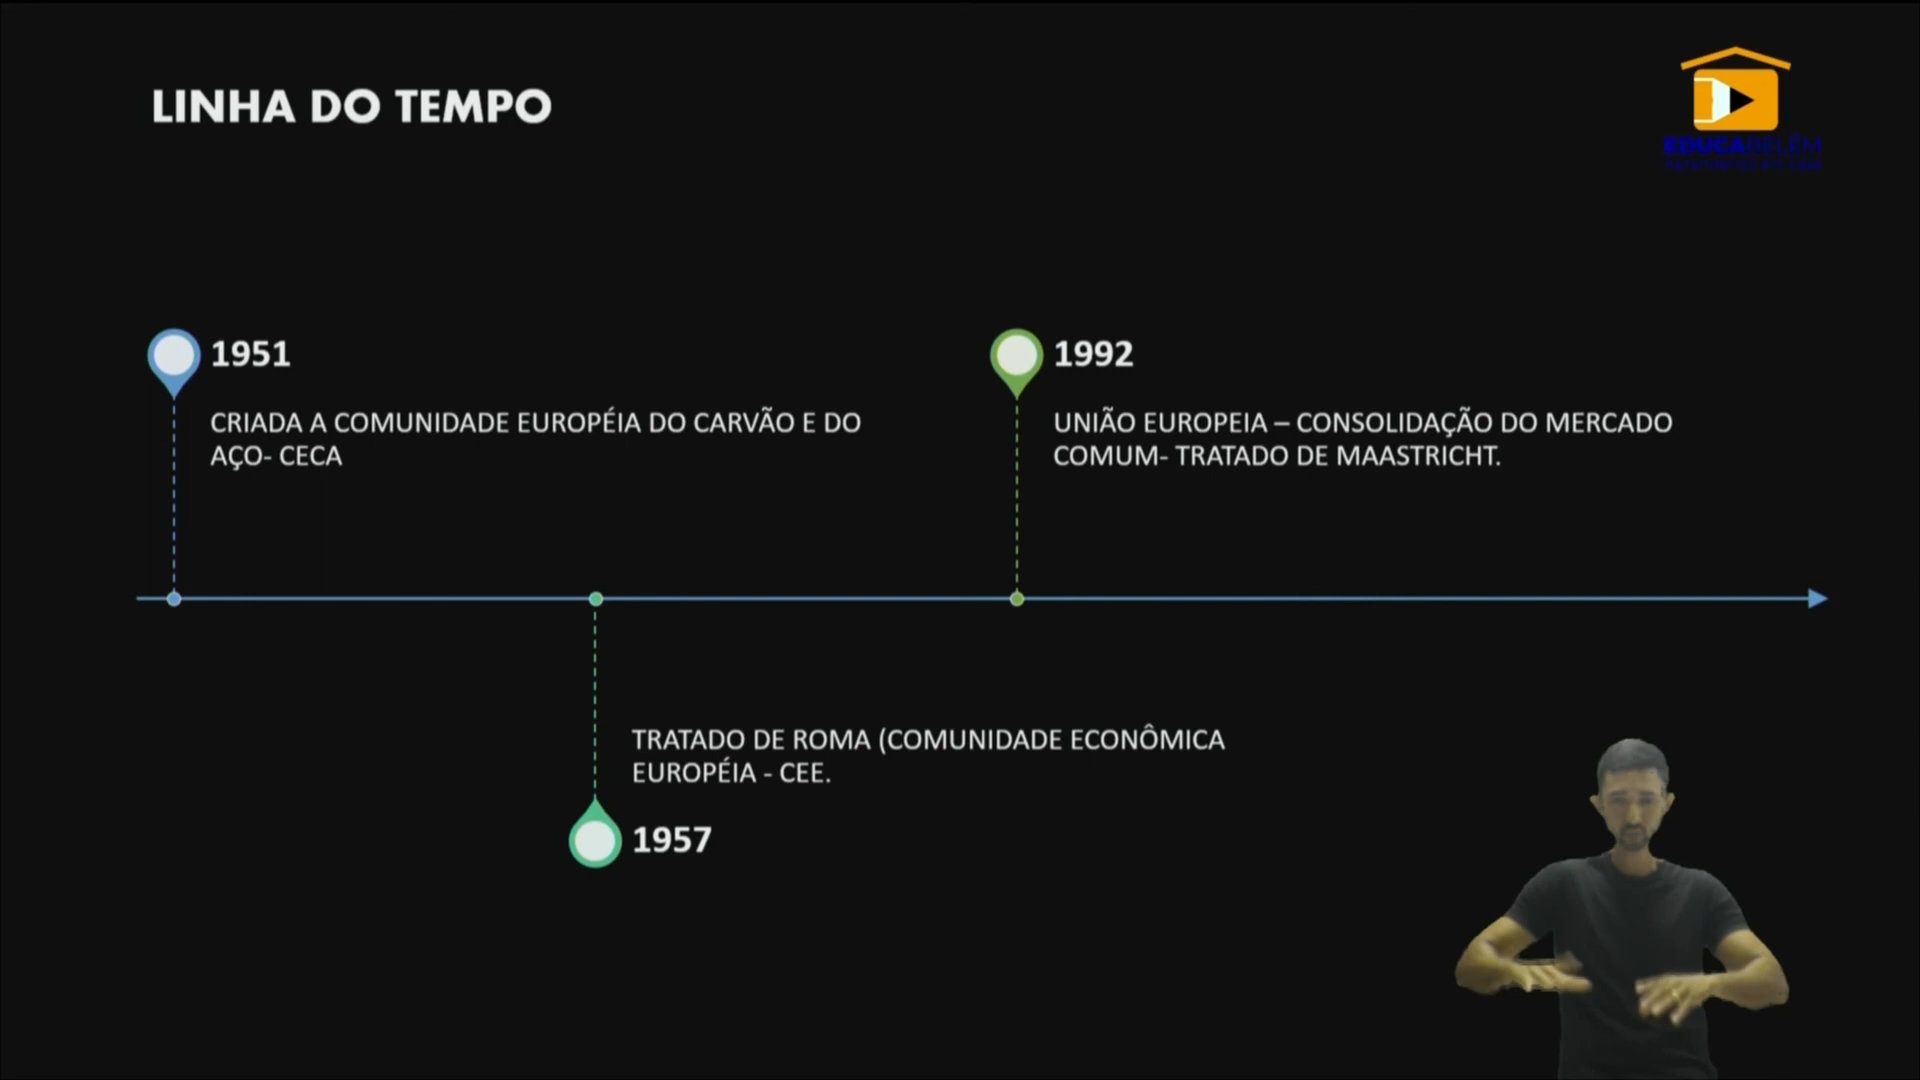 LINHA DO TEMPO
EDUCABELÉM
1951
CRIADA A COMUNIDADE EUROPÉIA DO CARVÃO E DO
AÇO- CECA
1992
UNIÃO EUROPEIA – CONSOLIDAÇÃO DO MERCADO
COMUM- TRATADO DE MAASTRICHT.
TRATADO DE ROMA (COMUNIDADE ECONÔMICA
EUROPÉIA - CEE.
1957